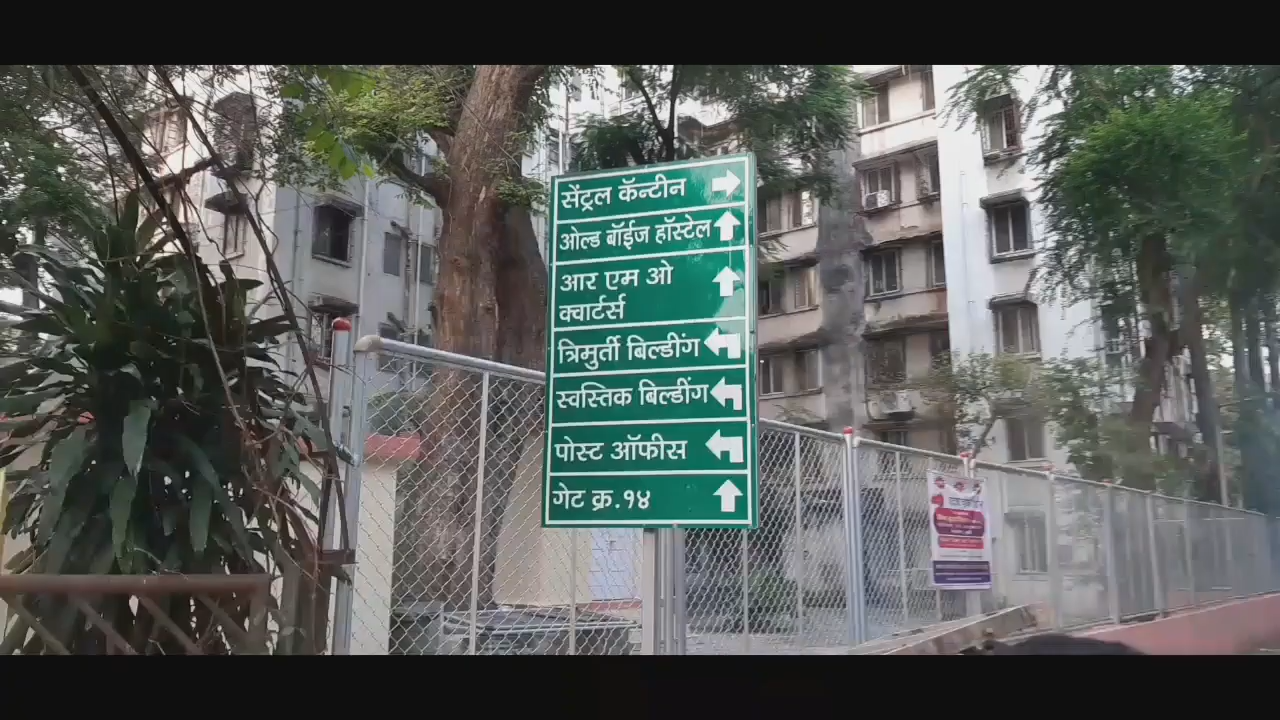 सेंट्रल कॅन्टीन
ओल्ड बॉईज हॉस्टेल
आर एम ओ
क्वार्टर्स
त्रिमुर्ती बिल्डींग
स्वस्तिक बिल्डींग
पोस्ट ऑफीस
गेट क्र.१४